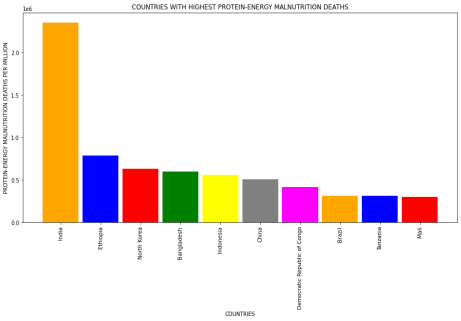 COUNTRIES WITH HIGHEST PROTEIN-ENERGY MALNUTRITION DEATHS
1e6
PROTEIN-ENERGY MALNUTRITION DEATHS PER MILLION
2.0
1.5
1.0
0.5
0.0
India
Ethiopia
North Korea
Bangladesh
Indonesia
China
Democratic Republic of Congo
Brazil
Tanzania
Mali
COUNTRIES